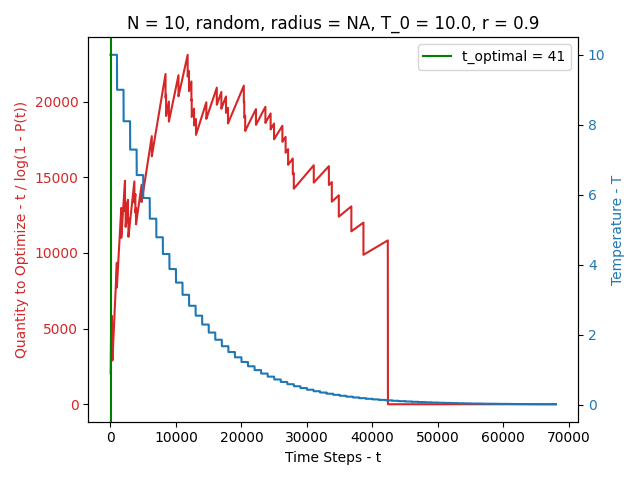 N = 10, random, radius = NA, T_0 = 10.0, r = 0.9
t_optimal = 41
Quantity to Optimize - t / log(1 - P(t))
20000
15000
10000
5000
0
10
8
6
4
2
0
Temperature - T
0 10000 20000 30000 40000 50000 60000 70000
Time Steps - t